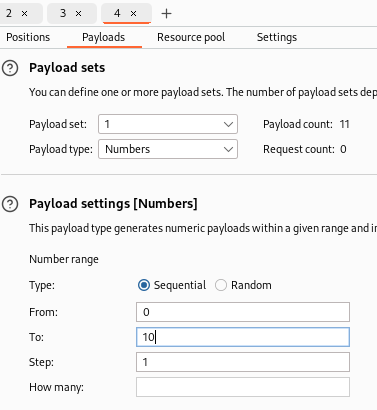 2 × 3 × 4 × +
Positions Payloads Resource pool Settings
? Payload sets
You can define one or more payload sets. The number of payload sets dep
Payload set: 1 Payload count: 11
Payload type: Numbers Request count: 0
? Payload settings [Numbers]
This payload type generates numeric payloads within a given range and in
Number range
Type: Sequential Random
From: 0
To: 10
Step: 1
How many: